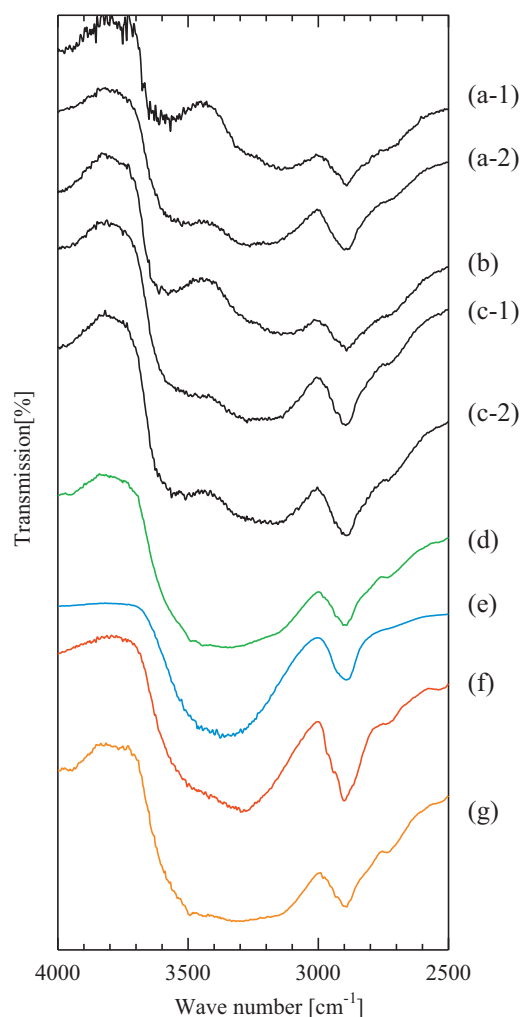 (a-1)
(a-2)
(b)
(c-1)
(c-2)
(d)
(e)
(f)
(g)
Transmission[%]
4000 3500 3000 2500
Wave number [cm⁻¹]